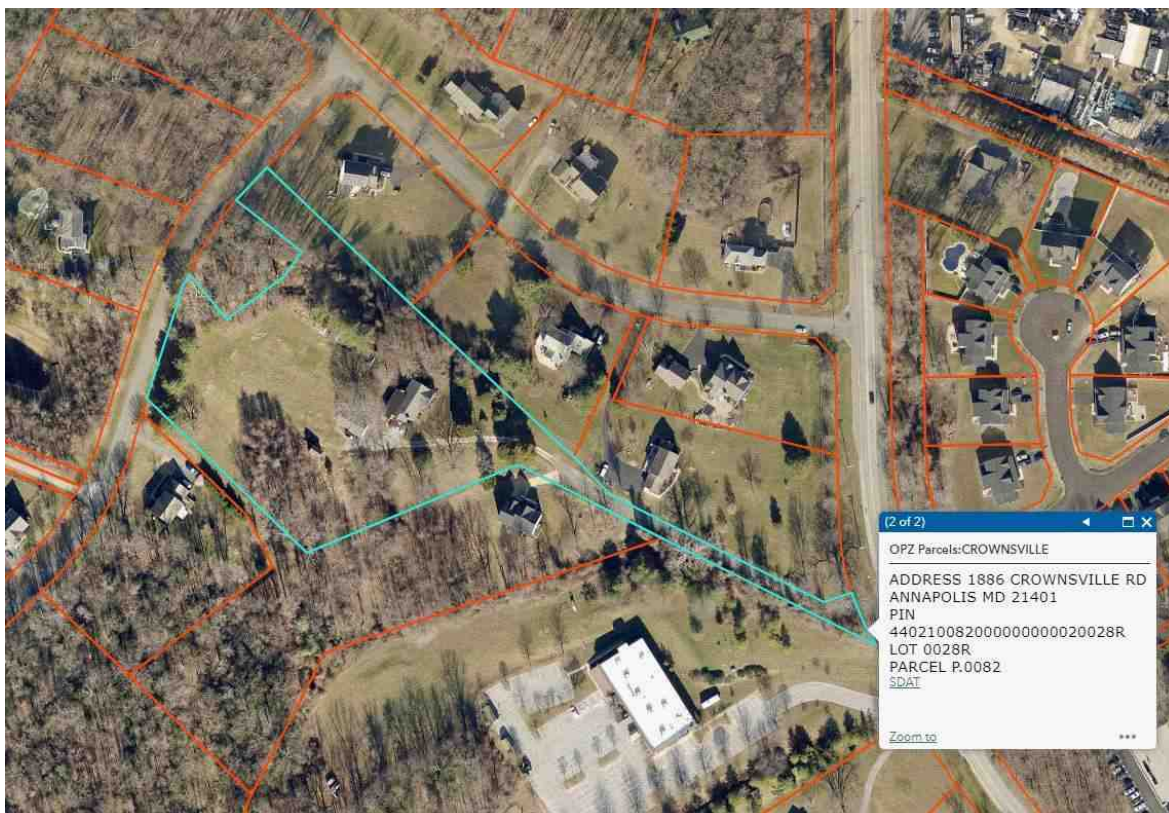 (2 of 2)
OPZ Parcels:CROWNSVILLE
ADDRESS 1886 CROWNSVILLE RD
ANNAPOLIS MD 21401
PIN
440210082000000000020028R
LOT 0028R
PARCEL P.0082
SDAT
Zoom to